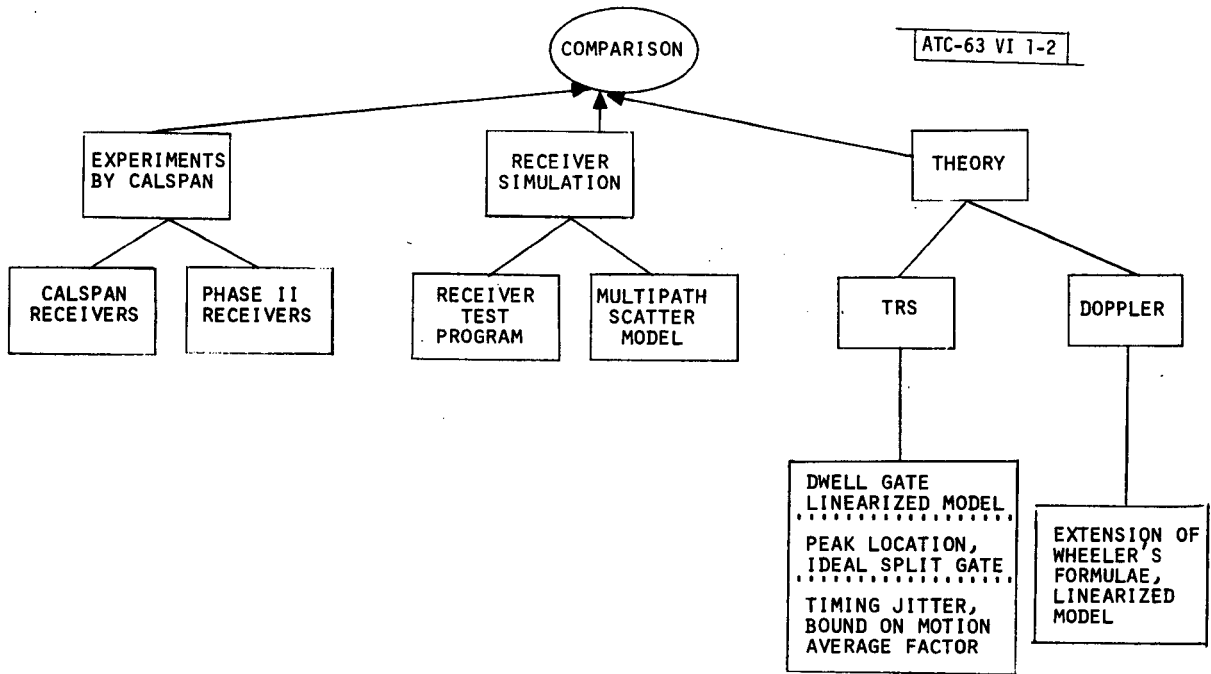 COMPARISON
ATC-63 VI 1-2
EXPERIMENTS
BY CALSPAN
RECEIVER
SIMULATION
THEORY
CALSPAN
RECEIVERS
PHASE II
RECEIVERS
RECEIVER
TEST
PROGRAM
MULTIPATH
SCATTER
MODEL
TRS
DOPPLER
DWELL GATE
LINEARIZED MODEL
PEAK LOCATION,
IDEAL SPLIT GATE
TIMING JITTER,
BOUND ON MOTION
AVERAGE FACTOR
EXTENSION OF
WHEELER'S
FORMULAE,
LINEARIZED
MODEL